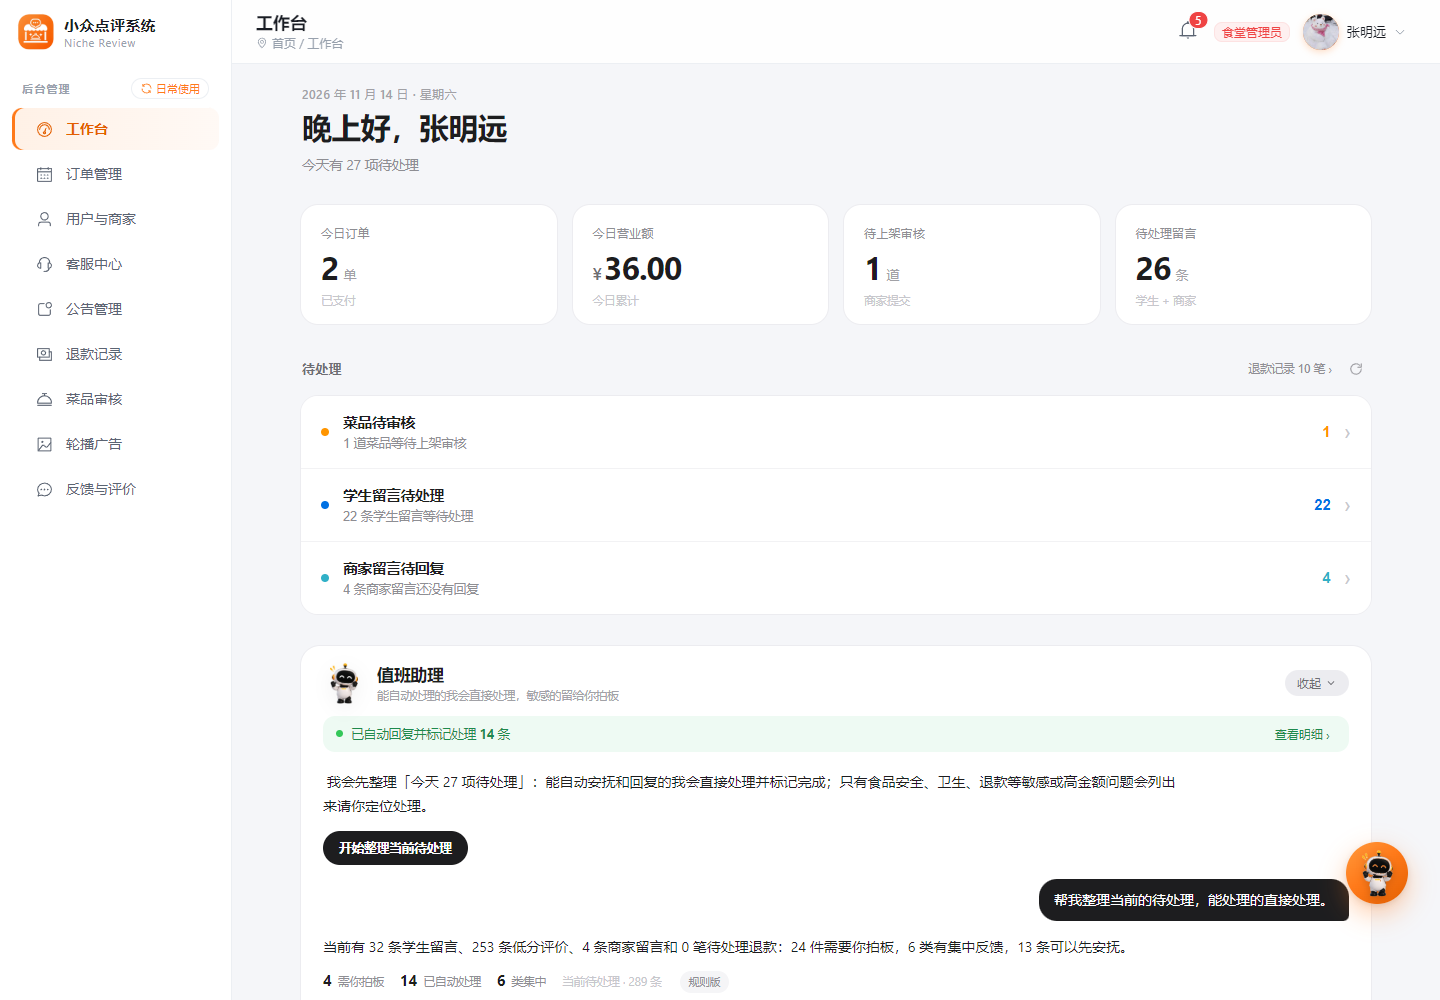 小众点评系统
Niche Review
后台管理
日常使用
工作台
订单管理
用户与商家
客服中心
公告管理
退款记录
菜品审核
轮播广告
反馈与评价
工作台
首页 / 工作台
5
食堂管理员
张明远
2026 年 11 月 14 日 · 星期六
晚上好，张明远
今天有 27 项待处理
今日订单
2 单
已支付
今日营业额
¥36.00
今日累计
待上架审核
1 道
商家提交
待处理留言
26 条
学生 + 商家
待处理
退款记录 10 笔 ›
菜品待审核
1 道菜品等待上架审核
1 ›
学生留言待处理
22 条学生留言等待处理
22 ›
商家留言待回复
4 条商家留言还没有回复
4 ›
值班助理
能自动处理的我会直接处理，敏感的留给你拍板
收起
已自动回复并标记处理 14 条
查看明细 ›
我会先整理「今天 27 项待处理」：能自动安抚和回复的我会直接处理并标记完成；只有食品安全、卫生、退款等敏感或高金额问题会列出
来请你定位处理。
开始整理当前待处理
帮我整理当前的待处理，能处理的直接处理。
当前有 32 条学生留言、253 条低分评价、4 条商家留言和 0 笔待处理退款：24 件需要你拍板，6 类有集中反馈，13 条可以先安抚。
4 需你拍板 14 已自动处理 6 类集中 当前待处理 · 289 条 规则版